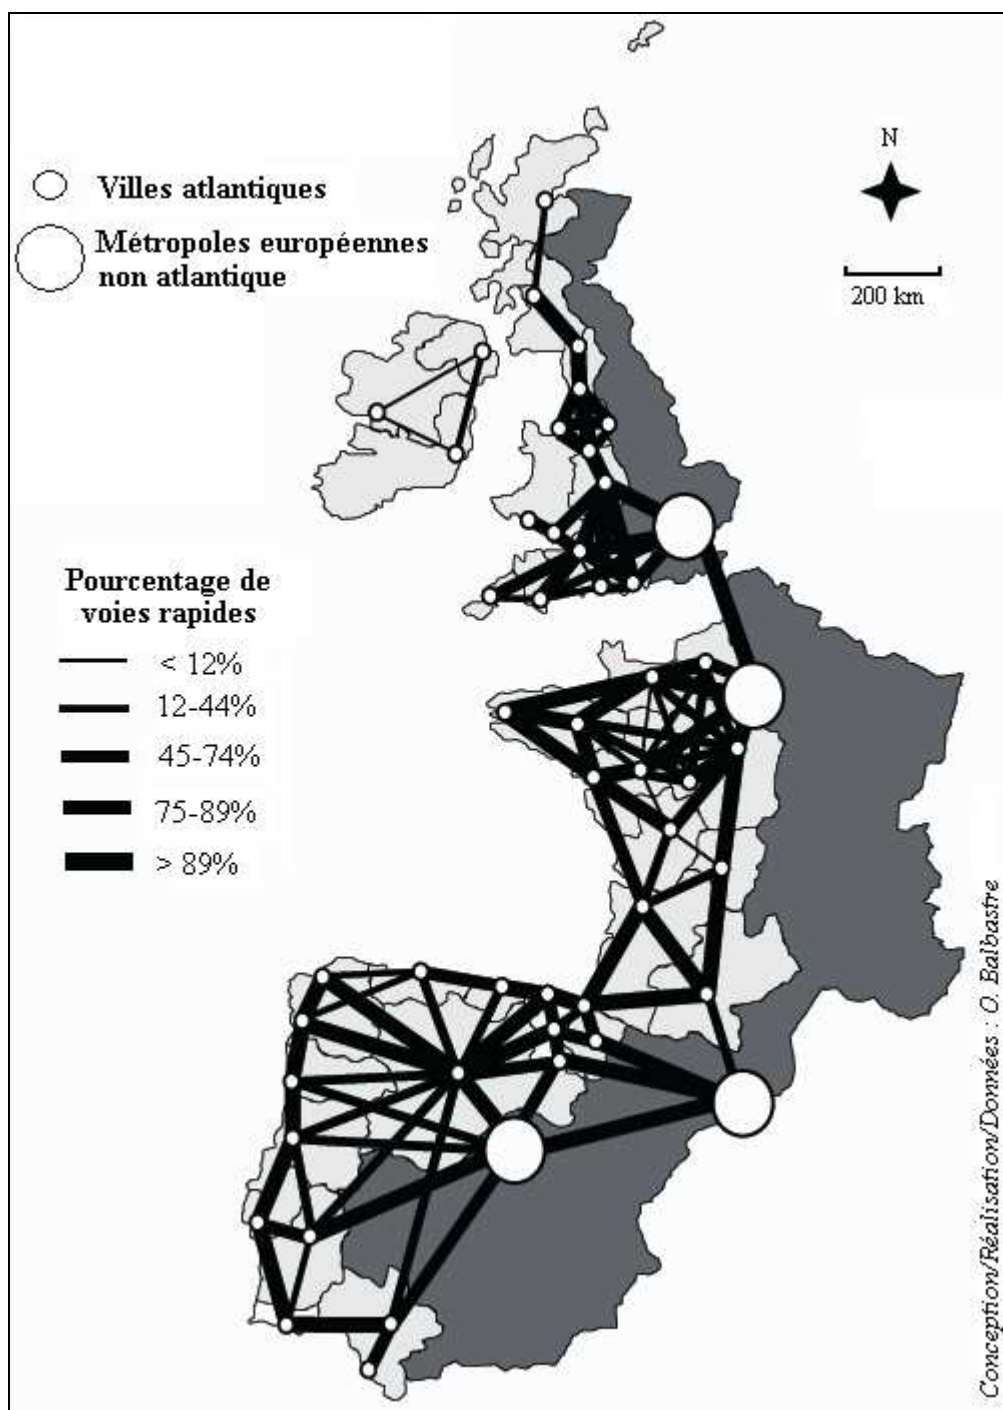 Villes atlantiques
Métropoles européennes
non atlantique
N
200 km
Pourcentage de
voies rapides
< 12%
12-44%
45-74%
75-89%
> 89%
Conception/Réalisation/Données : O. Balbastre